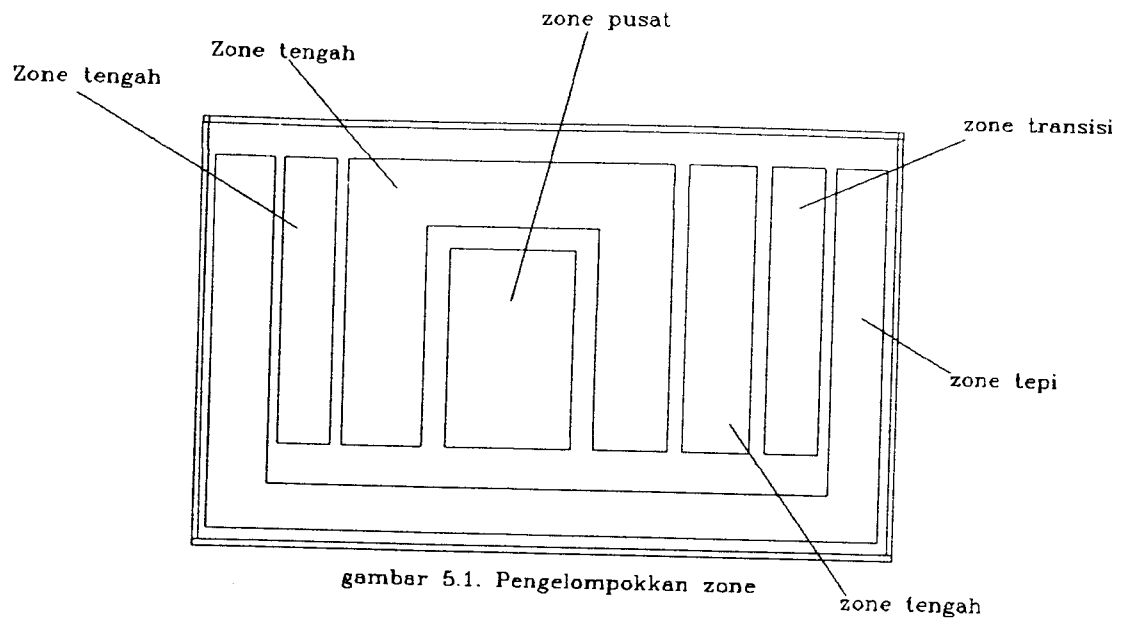 zone pusat
Zone tengah
Zone tengah
zone transisi
zone tepi
gambar 5.1. Pengelompokkan zone
zone tengah